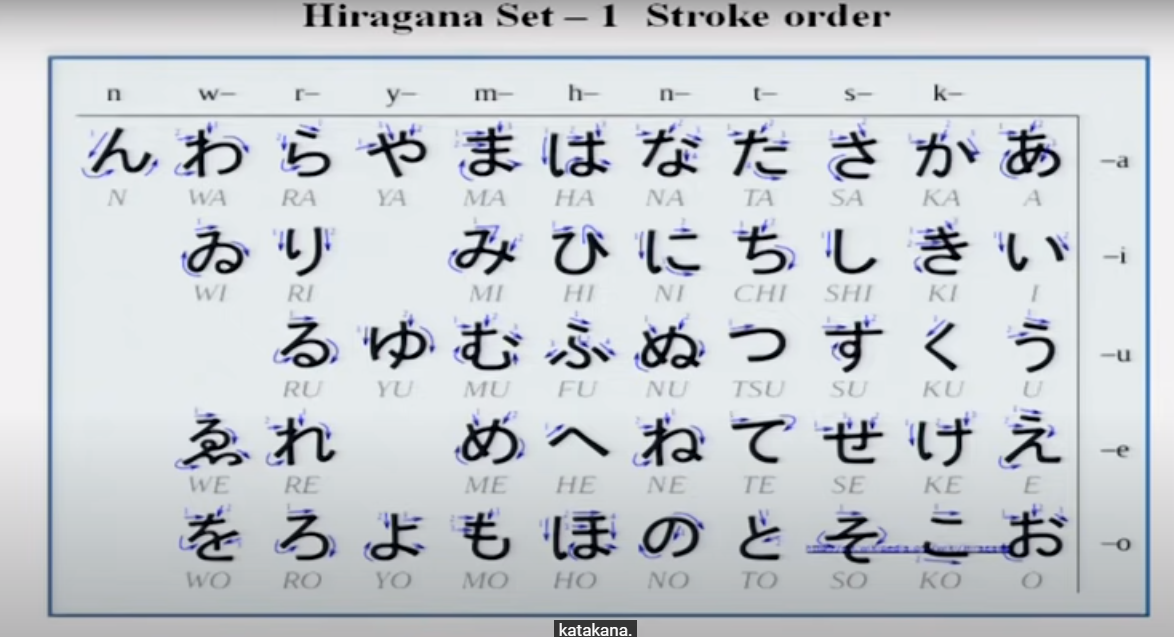 Hiragana Set – 1 Stroke order
n w– r– y– m– h– n– t– s– k–
ん わ ら や ま は な た さ か あ –a
N WA RA YA MA HA NA TA SA KA A
ゐ り み ひ に ち し き い –i
WI RI MI HI NI CHI SHI KI I
る ゆ む ふ ぬ つ す く う –u
RU YU MU FU NU TSU SU KU U
ゑ れ め へ ね て せ け え –e
WE RE ME HE NE TE SE KE E
を ろ よ も ほ の と そ こ お –o
WO RO YO MO HO NO TO SO KO O
katakana.